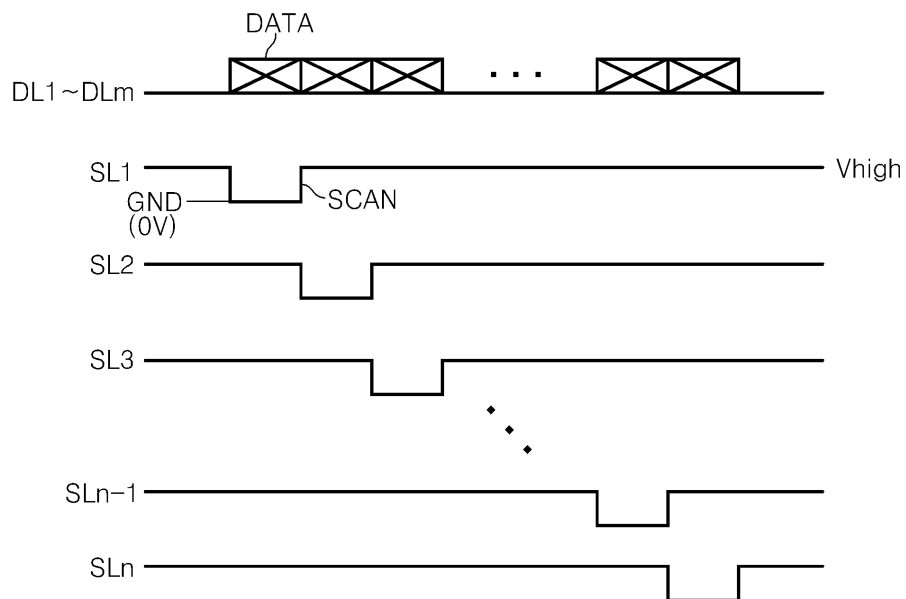 DATA
DL1~DLm
SL1
Vhigh
GND
(0V)
SCAN
SL2
SL3
SLn-1
SLn